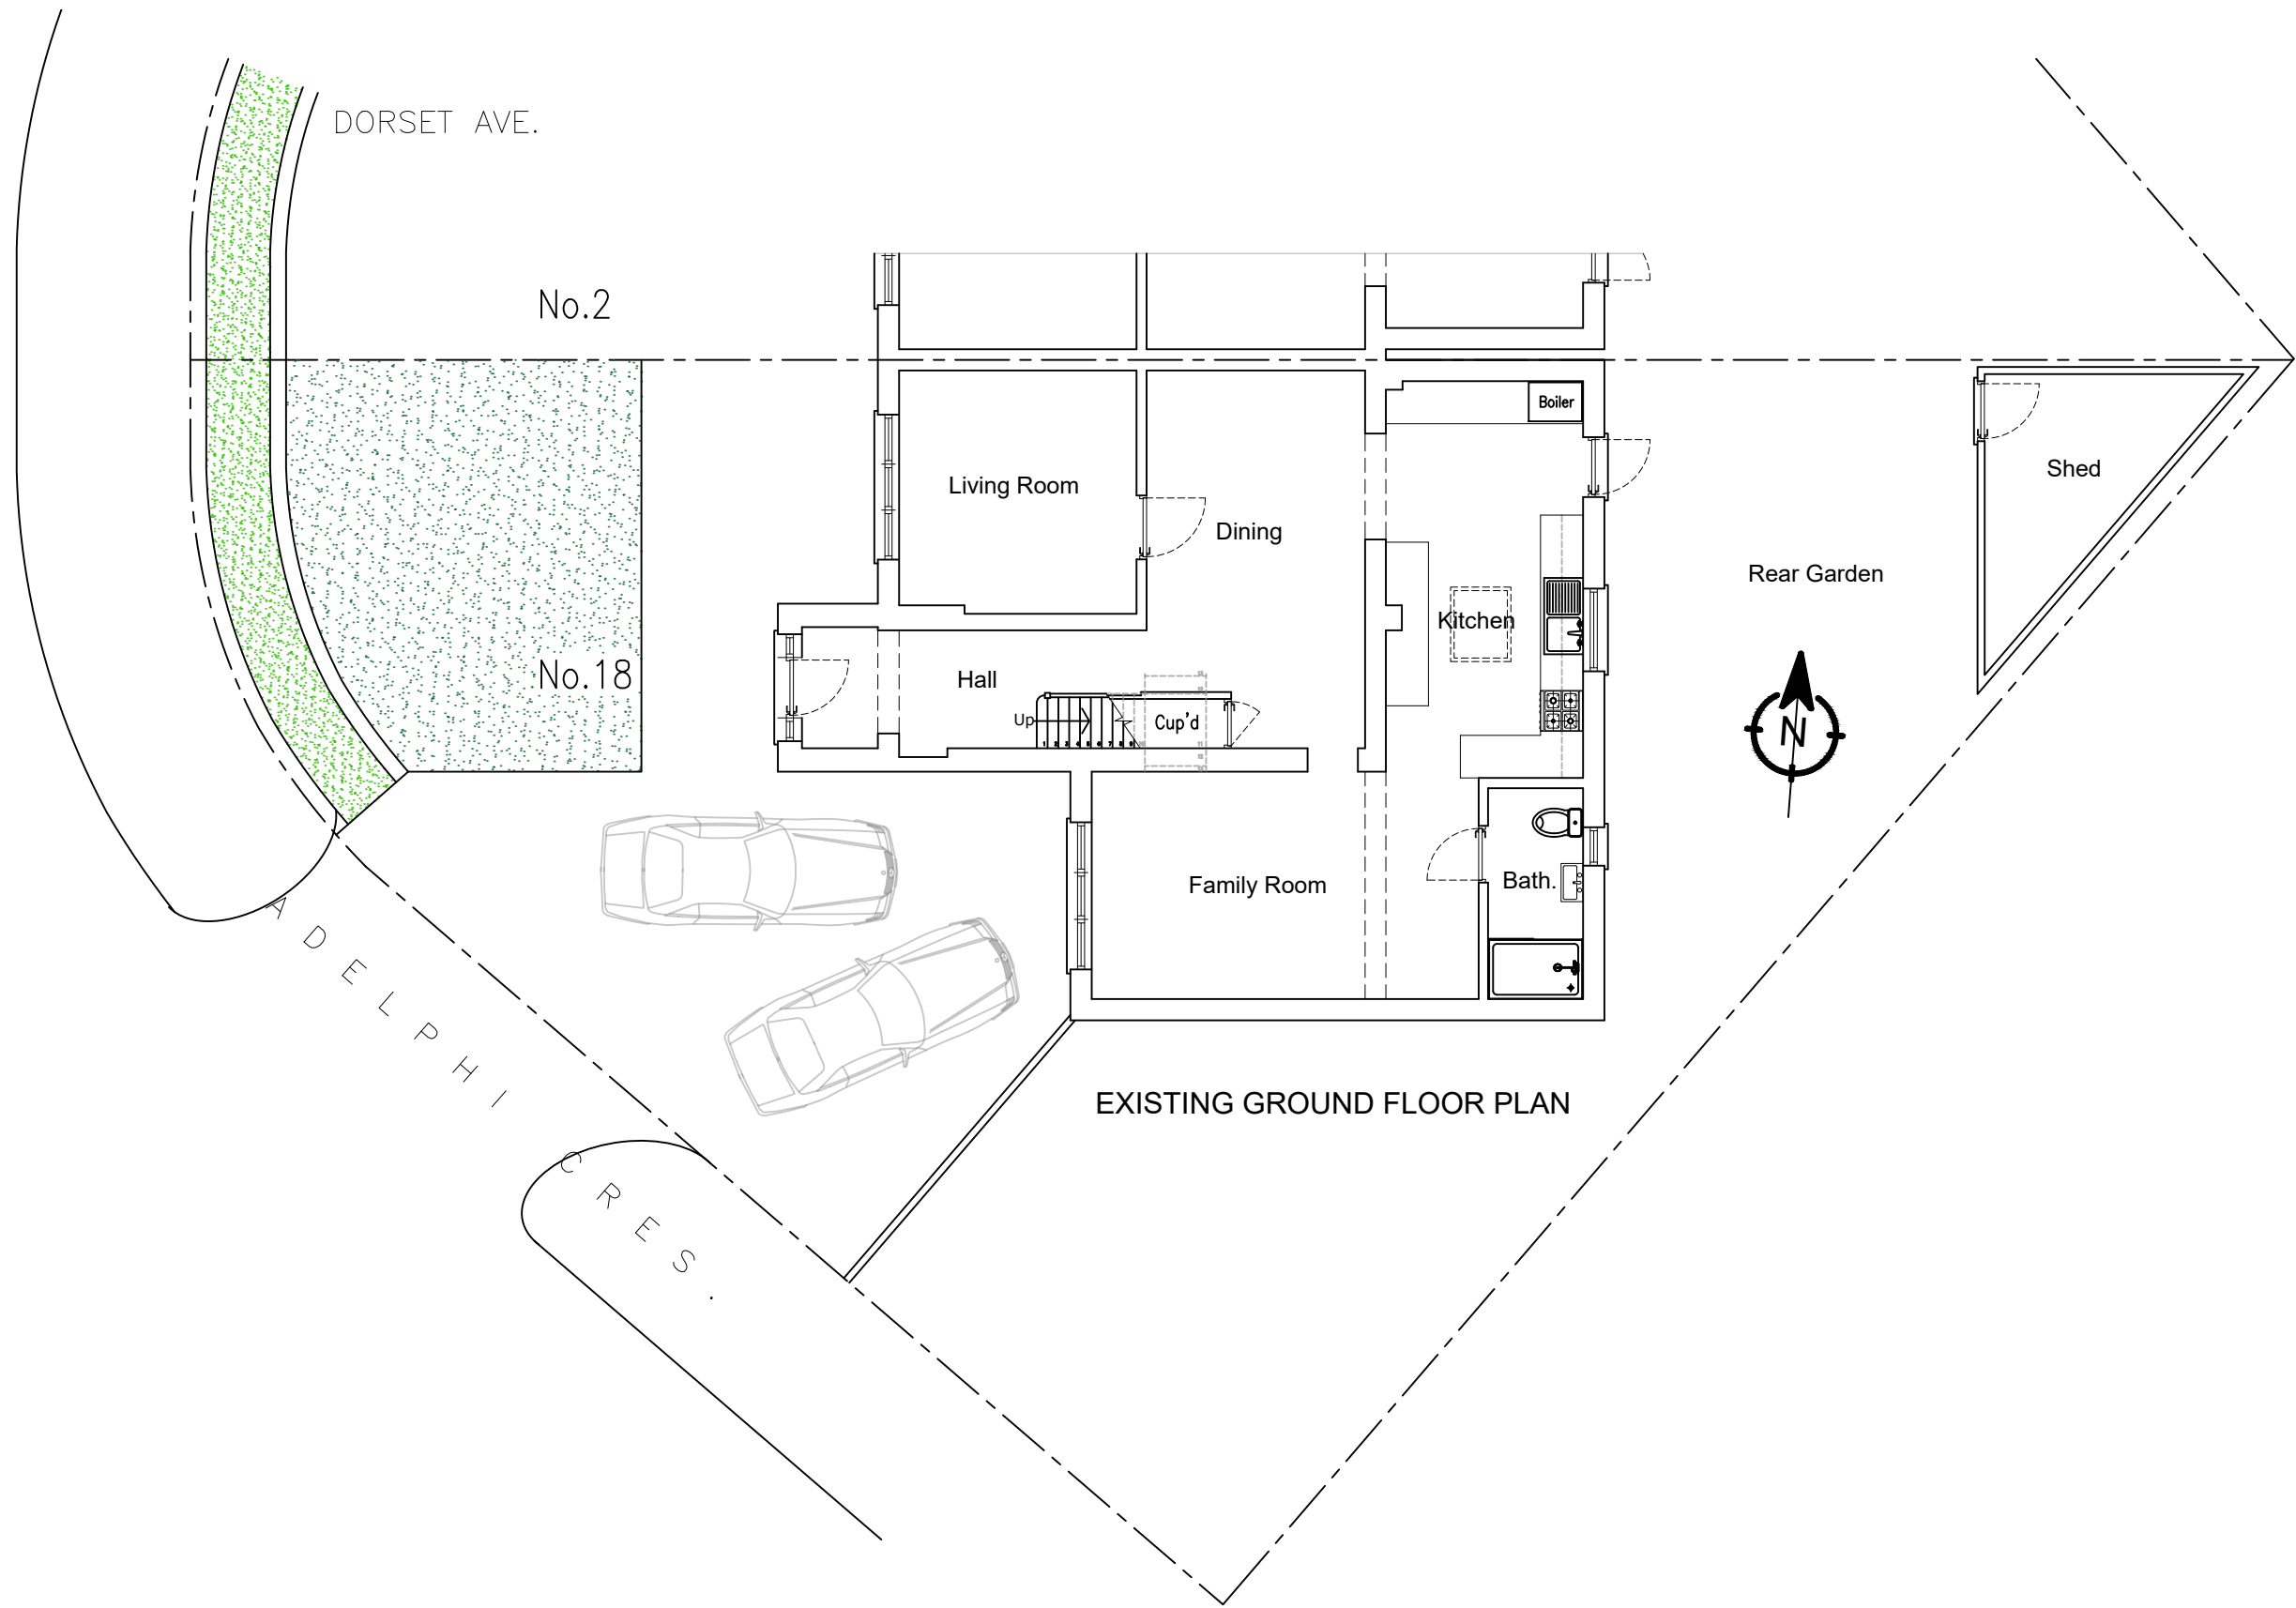 DORSET AVE.
No.2
Boiler
Living Room
Shed
Dining
Rear Garden
Kitchen
No.18
Hall
Up
Cup'd
N
Family Room
Bath.
ADELPHI CRES.
EXISTING GROUND FLOOR PLAN